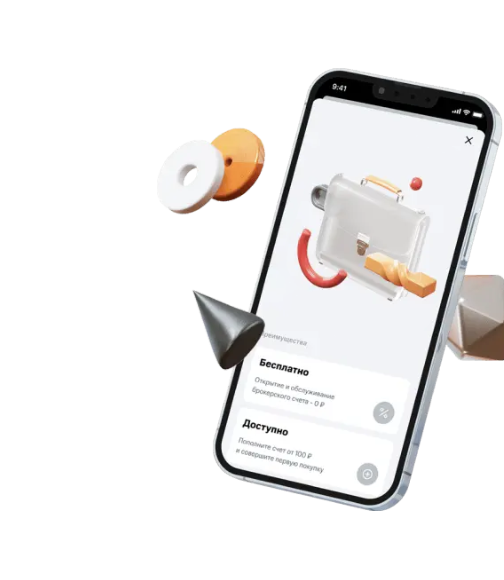 9:41
Бесплатно
Открытие и обслуживание
брокерского счета - 0 ₽
Доступно
Пополните счет от 100 ₽
и совершите первую покупку